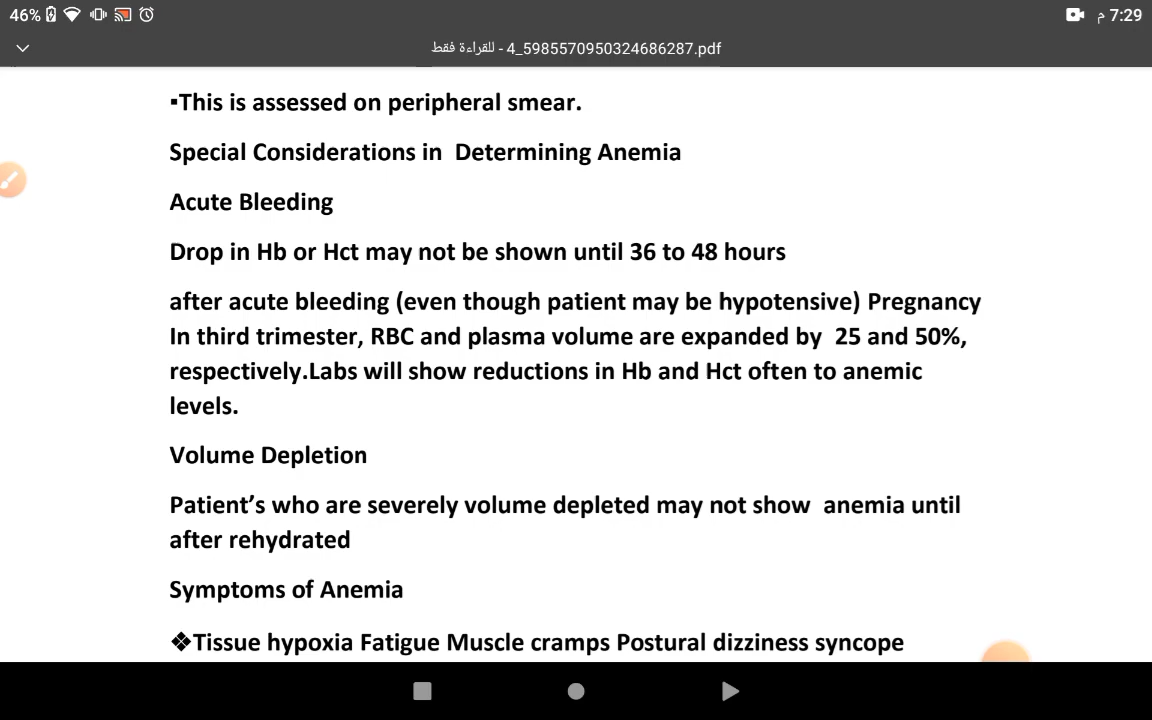 46%
7:29 م
4_5985570950324686287.pdf - للقراءة فقط
▪This is assessed on peripheral smear.
Special Considerations in  Determining Anemia
Acute Bleeding
Drop in Hb or Hct may not be shown until 36 to 48 hours
after acute bleeding (even though patient may be hypotensive) Pregnancy
In third trimester, RBC and plasma volume are expanded by  25 and 50%,
respectively.Labs will show reductions in Hb and Hct often to anemic
levels.
Volume Depletion
Patient’s who are severely volume depleted may not show  anemia until
after rehydrated
Symptoms of Anemia
❖Tissue hypoxia Fatigue Muscle cramps Postural dizziness syncope